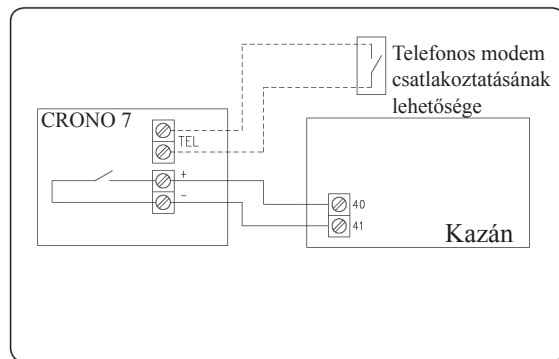 Telefonos modem
csatlakoztatásának
lehetősége
CRONO 7
TEL
+
-
40
41
Kazán